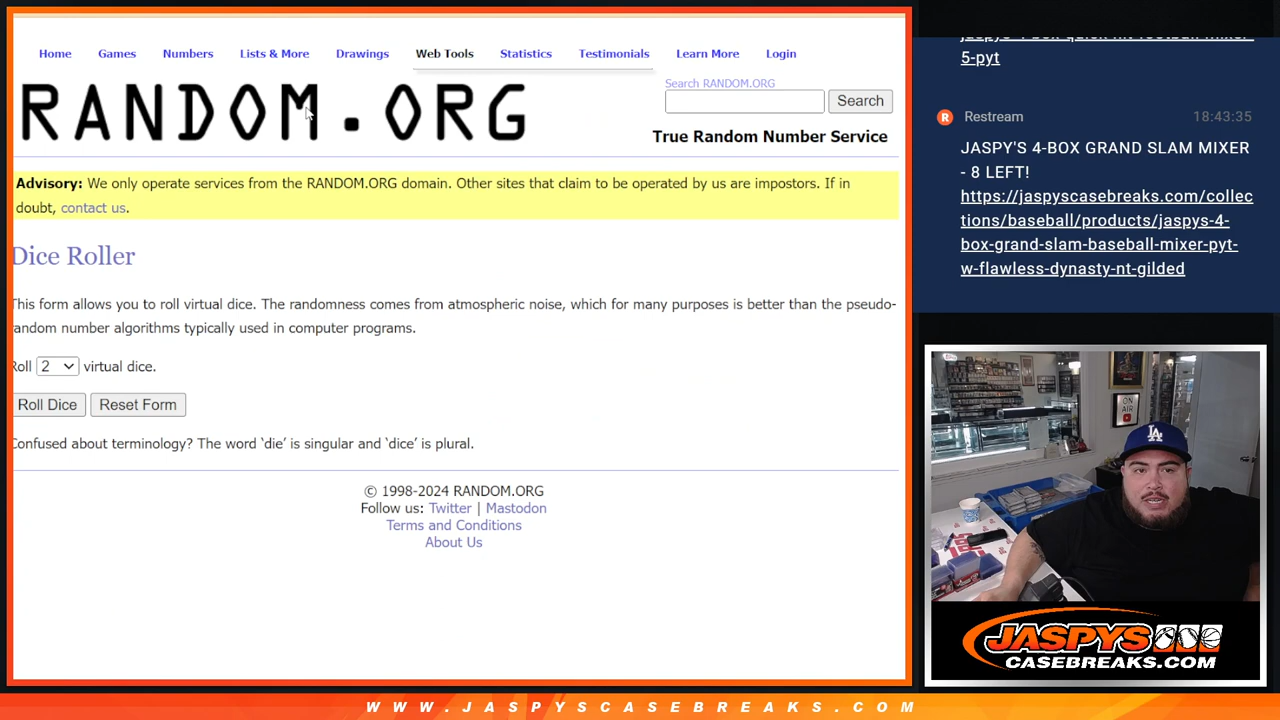 Home Games Numbers Lists & More Drawings Web Tools Statistics Testimonials Learn More Login
RANDOM.ORG
Search RANDOM.ORG
Search
True Random Number Service
Advisory: We only operate services from the RANDOM.ORG domain. Other sites that claim to be operated by us are impostors. If in
doubt, contact us.
Dice Roller
This form allows you to roll virtual dice. The randomness comes from atmospheric noise, which for many purposes is better than the pseudo-
random number algorithms typically used in computer programs.
Roll 2 virtual dice.
Roll Dice Reset Form
Confused about terminology? The word ‘die’ is singular and ‘dice’ is plural.
© 1998-2024 RANDOM.ORG
Follow us: Twitter | Mastodon
Terms and Conditions
About Us
jaspys-4-box-quick-hit-football-mixer-
5-pyt
Restream 18:43:35
JASPY'S 4-BOX GRAND SLAM MIXER
- 8 LEFT!
https://jaspyscasebreaks.com/collec
tions/baseball/products/jaspys-4-
box-grand-slam-baseball-mixer-pyt-
w-flawless-dynasty-nt-gilded
ON
AIR
LA
JASPYS
CASEBREAKS.COM
WWW.JASPYSCASEBREAKS.COM